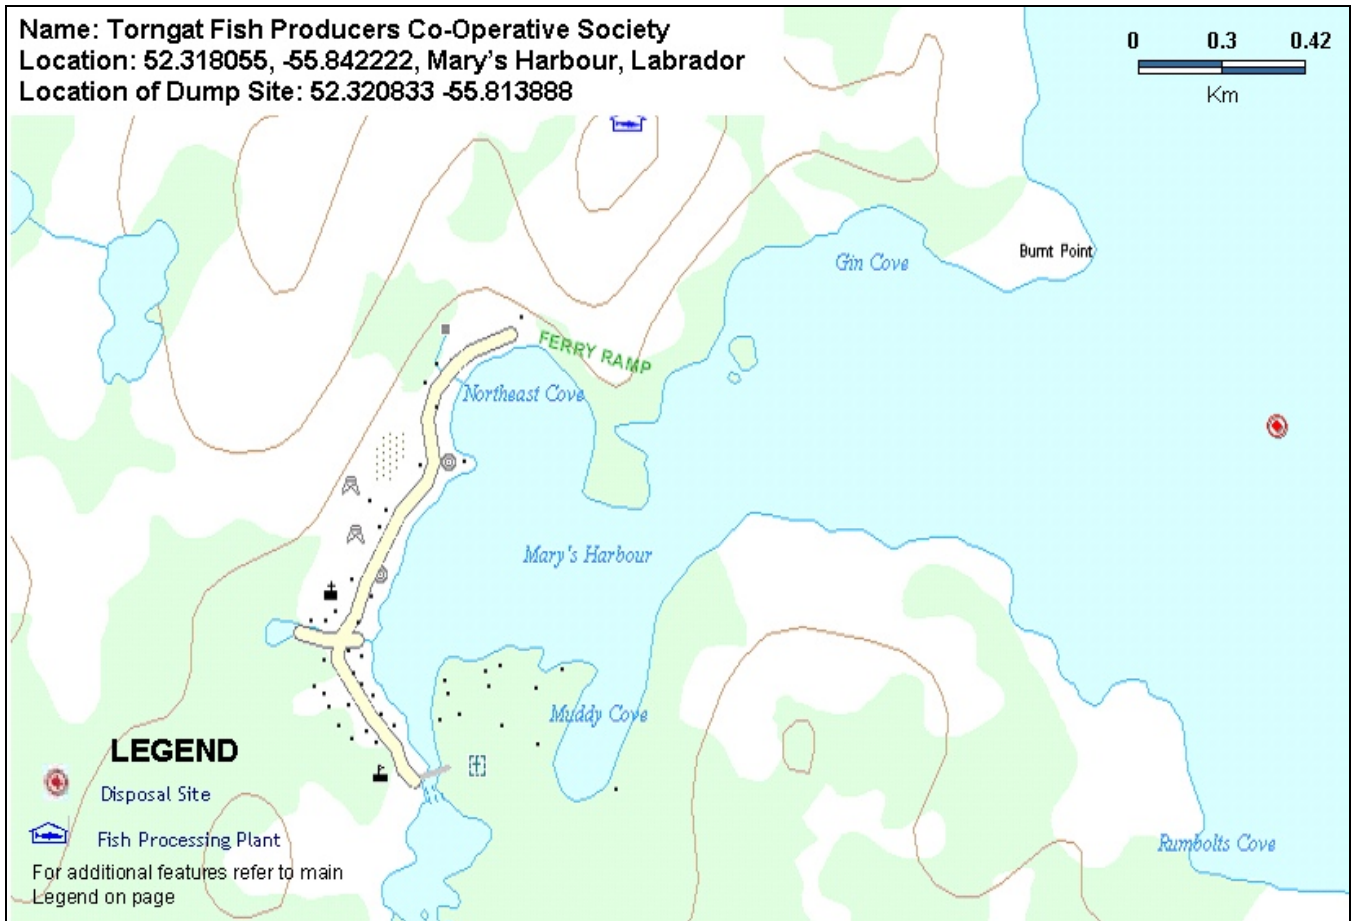 Name: Torngat Fish Producers Co-Operative Society
Location: 52.318055, -55.842222, Mary’s Harbour, Labrador
Location of Dump Site: 52.320833 -55.813888
0 0.3 0.42
Km
Burnt Point
Gin Cove
FERRY RAMP
Northeast Cove
Mary's Harbour
Muddy Cove
LEGEND
Disposal Site
Fish Processing Plant
For additional features refer to main
Legend on page
Rumbolts Cove